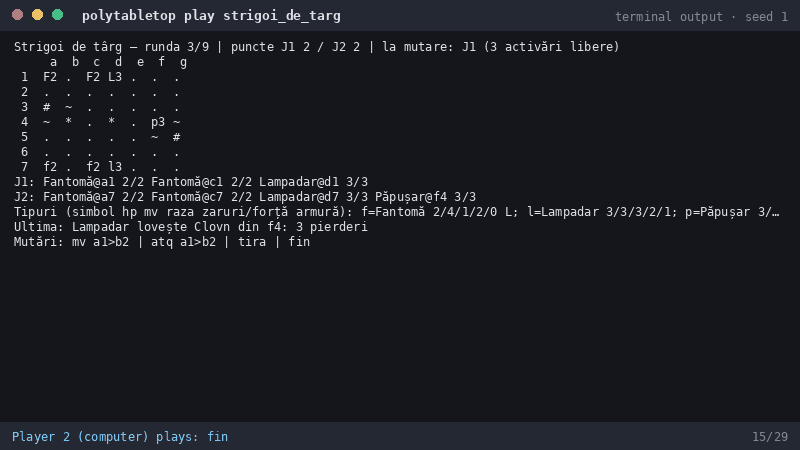 polytabletop play strigoi_de_targ
terminal output · seed 1
Strigoi de târg — runda 3/9 | puncte J1 2 / J2 2 | la mutare: J1 (3 activări libere)
a b c d e f g
1 F2 . F2 L3 . . .
2 . . . . . . .
3 # ~ . . . . .
4 ~ * . * . p3 ~
5 . . . . . ~ #
6 . . . . . . .
7 f2 . f2 l3 . . .
J1: Fantomă@a1 2/2 Fantomă@c1 2/2 Lampadar@d1 3/3
J2: Fantomă@a7 2/2 Fantomă@c7 2/2 Lampadar@d7 3/3 Păpușar@f4 3/3
Tipuri (simbol hp mv raza zaruri/forță armură): f=Fantomă 2/4/1/2/0 L; l=Lampadar 3/3/3/2/1; p=Păpușar 3/…
Ultima: Lampadar lovește Clovn din f4: 3 pierderi
Mutări: mv a1>b2 | atq a1>b2 | tira | fin
Player 2 (computer) plays: fin
15/29